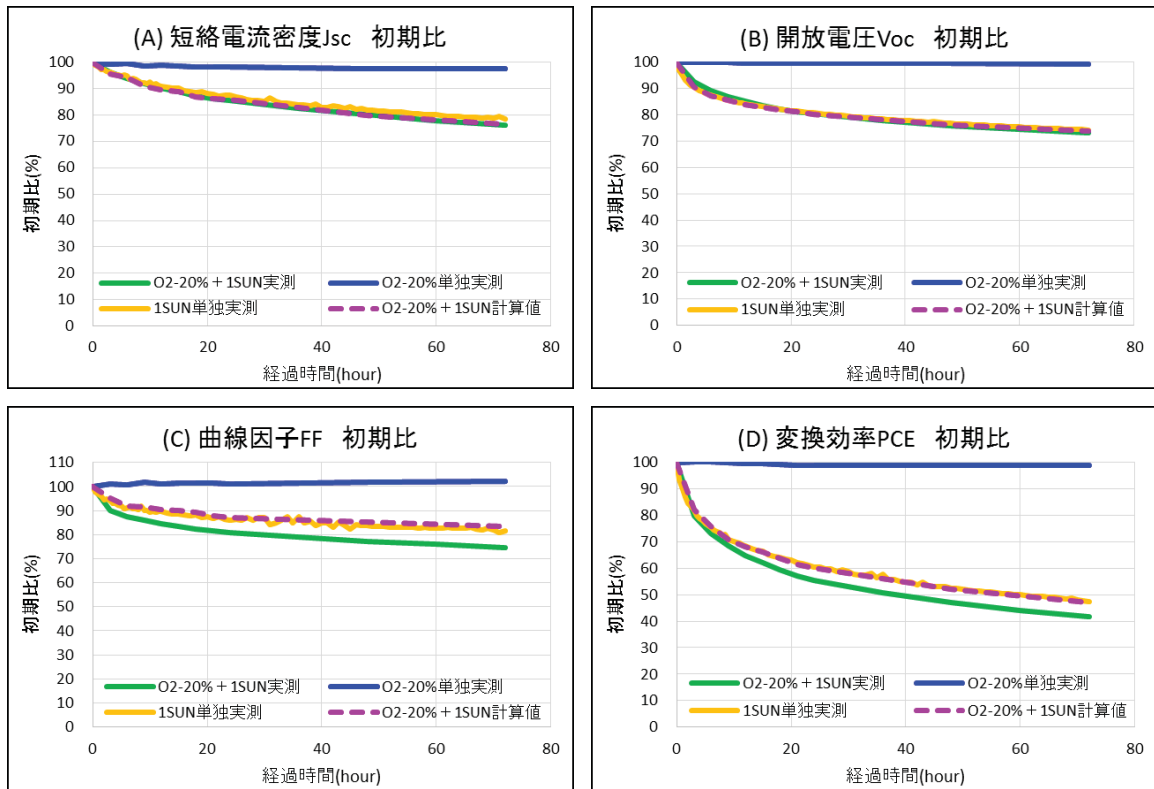 (A) 短絡電流密度Jsc 初期比
100
90
80
70
60
50
40
30
20
10
0
初期比(%)
O2-20%＋1SUN実測
O2-20%単独実測
1SUN単独実測
O2-20%＋1SUN計算値
0 20 40 60 80
経過時間(hour)
(B) 開放電圧Voc 初期比
100
90
80
70
60
50
40
30
20
10
0
初期比(%)
O2-20%＋1SUN実測
O2-20%単独実測
1SUN単独実測
O2-20%＋1SUN計算値
0 20 40 60 80
経過時間(hour)
(C) 曲線因子FF 初期比
110
100
90
80
70
60
50
40
30
20
10
0
初期比(%)
O2-20%＋1SUN実測
O2-20%単独実測
1SUN単独実測
O2-20%＋1SUN計算値
0 20 40 60 80
経過時間(hour)
(D) 変換効率PCE 初期比
100
90
80
70
60
50
40
30
20
10
0
初期比(%)
O2-20%＋1SUN実測
O2-20%単独実測
1SUN単独実測
O2-20%＋1SUN計算値
0 20 40 60 80
経過時間(hour)